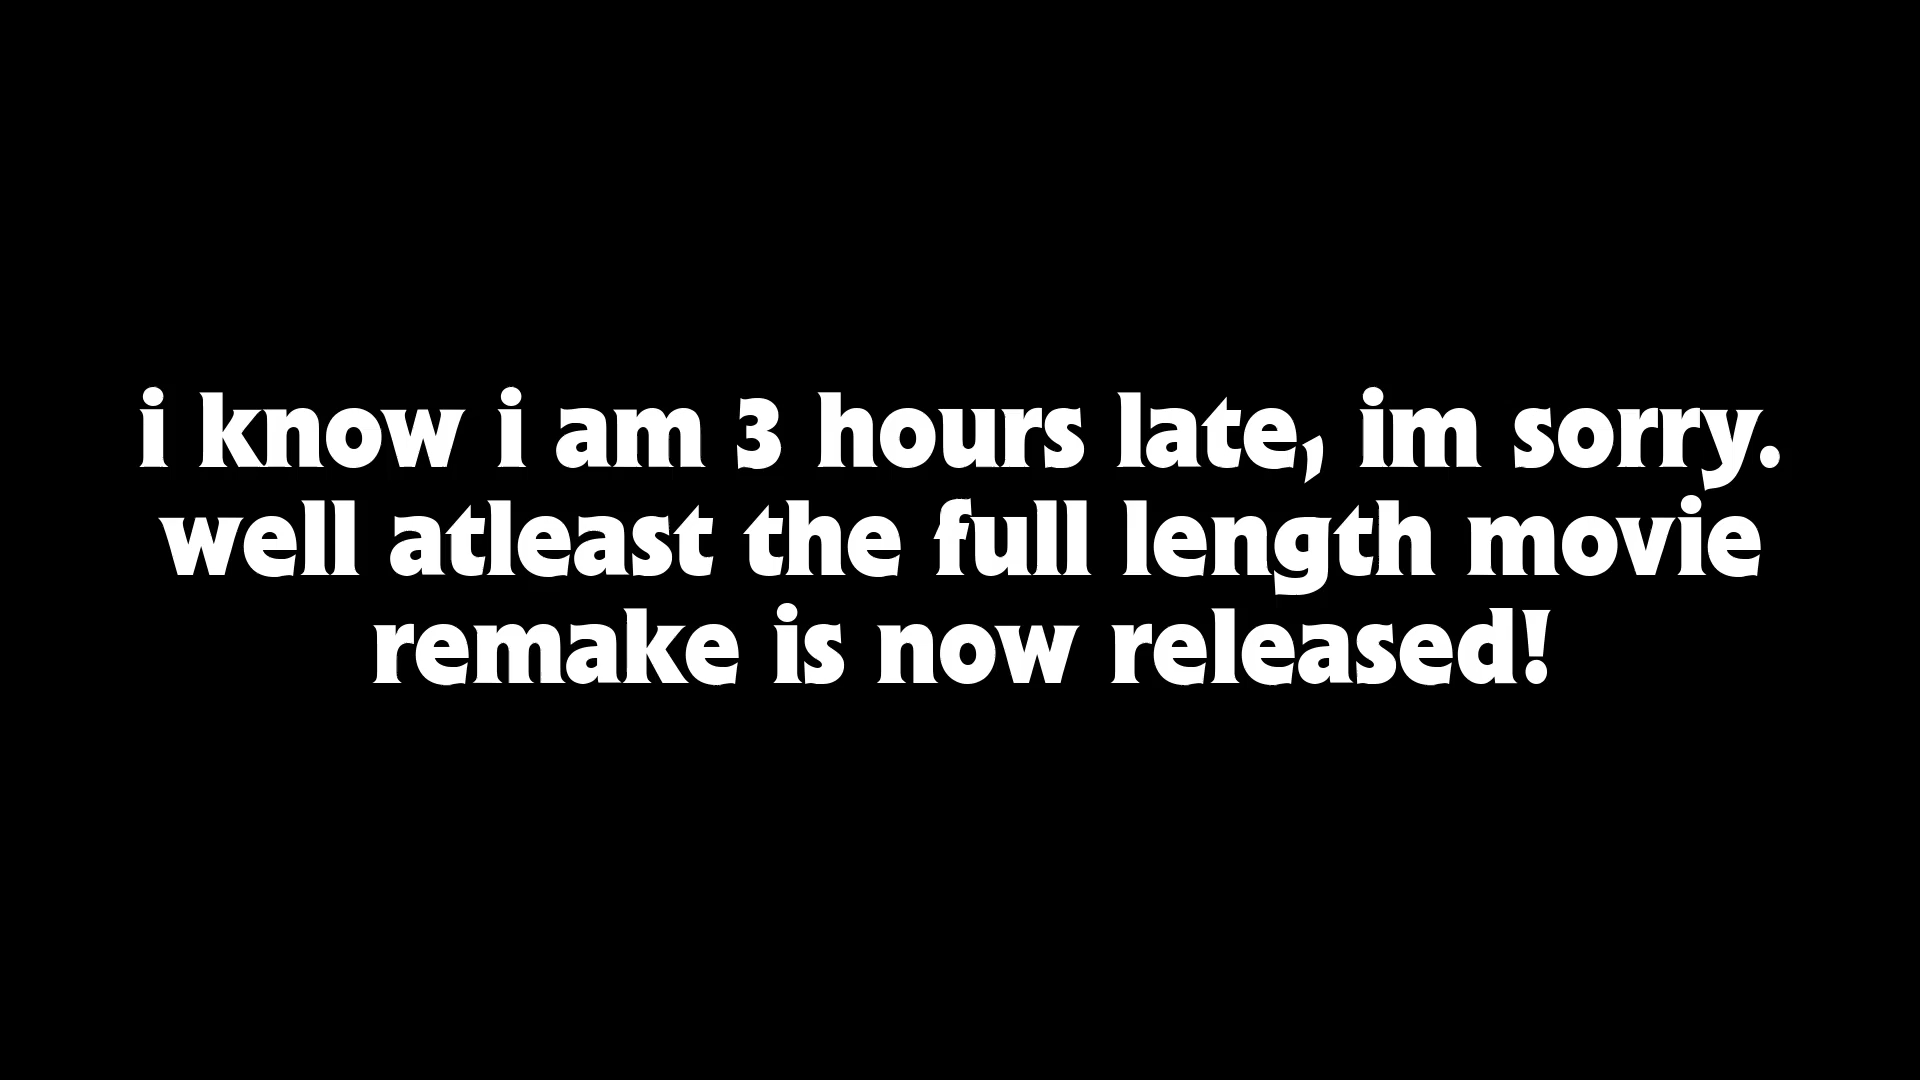 i know i am 3 hours late, im sorry.
well atleast the full length movie
remake is now released!